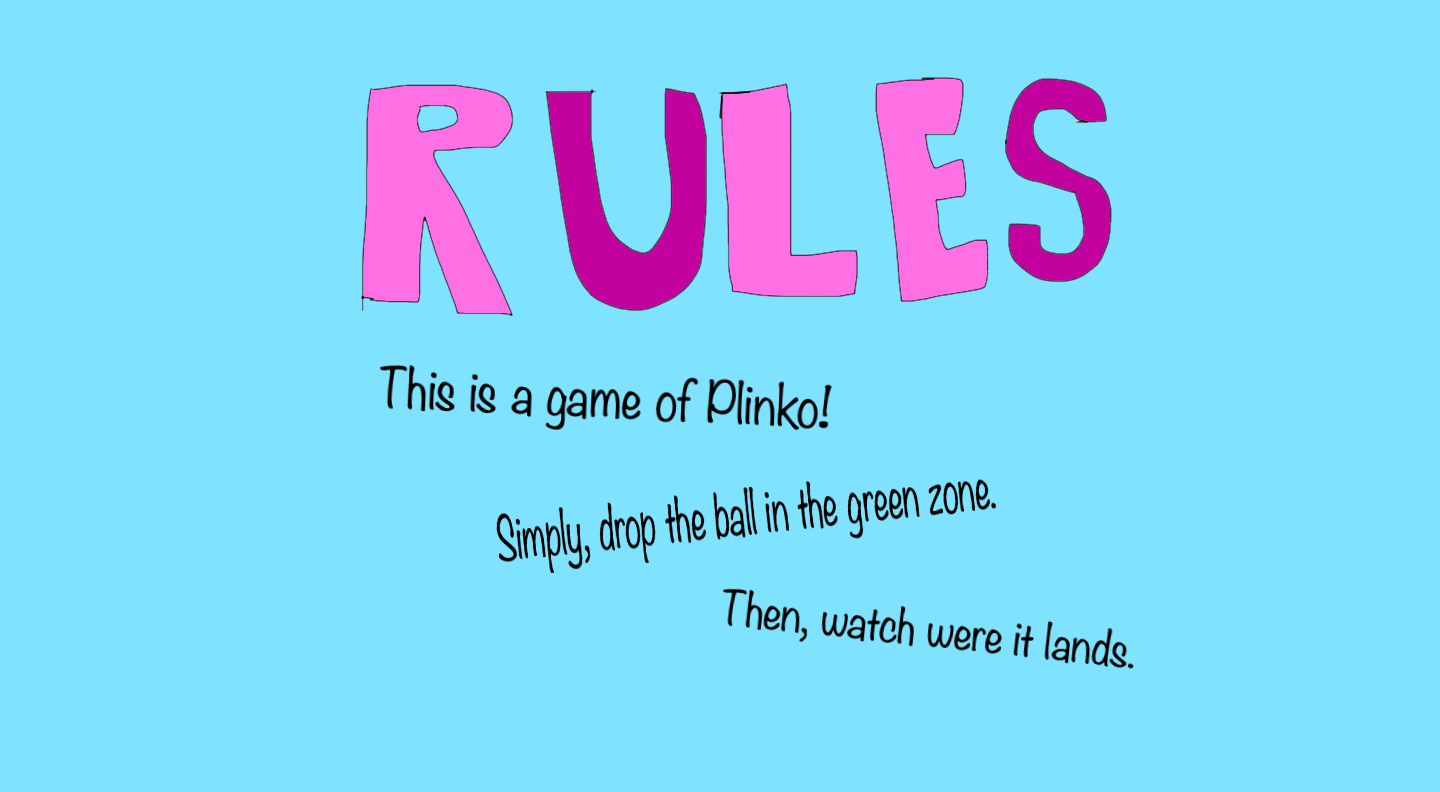 RULES
This is a game of Plinko!
Simply, drop the ball in the green zone.
Then, watch were it lands.